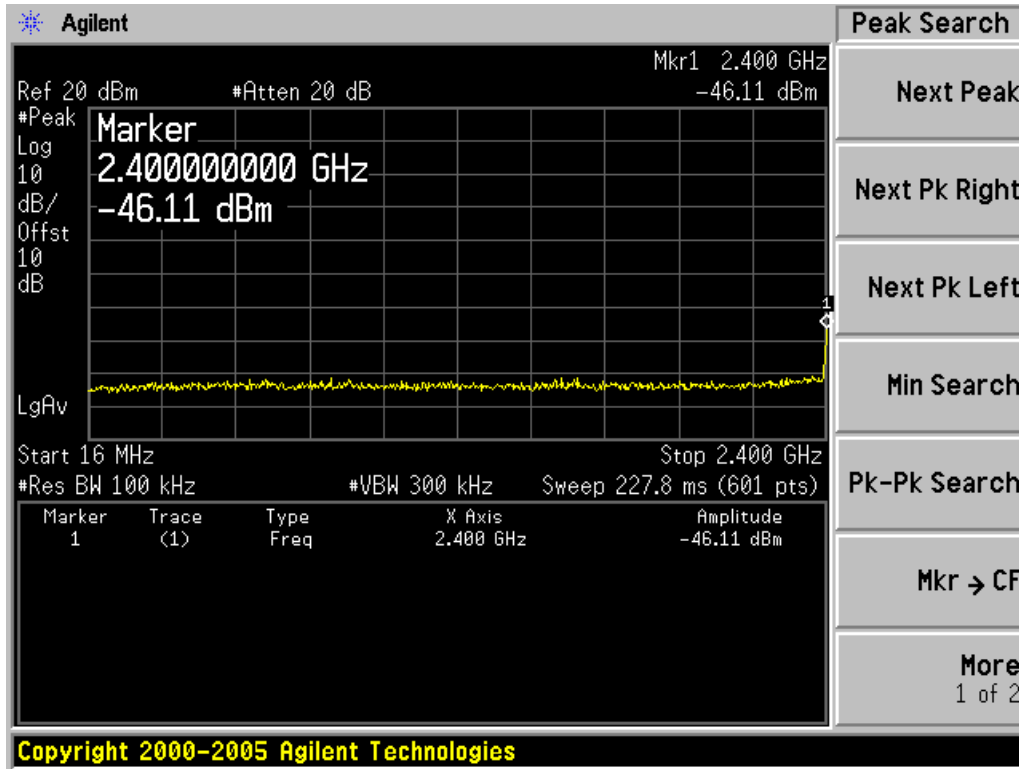 Agilent
Peak Search
Mkr1 2.400 GHz
Ref 20 dBm #Atten 20 dB -46.11 dBm
#Peak
Log
10
dB/
Offst
10
dB
Marker
2.400000000 GHz
-46.11 dBm
1
LgAv
Start 16 MHz Stop 2.400 GHz
#Res BW 100 kHz #VBW 300 kHz Sweep 227.8 ms (601 pts)
Marker Trace Type X Axis Amplitude
1 (1) Freq 2.400 GHz -46.11 dBm
Next Peak
Next Pk Right
Next Pk Left
Min Search
Pk-Pk Search
Mkr → CF
More
1 of 2
Copyright 2000-2005 Agilent Technologies